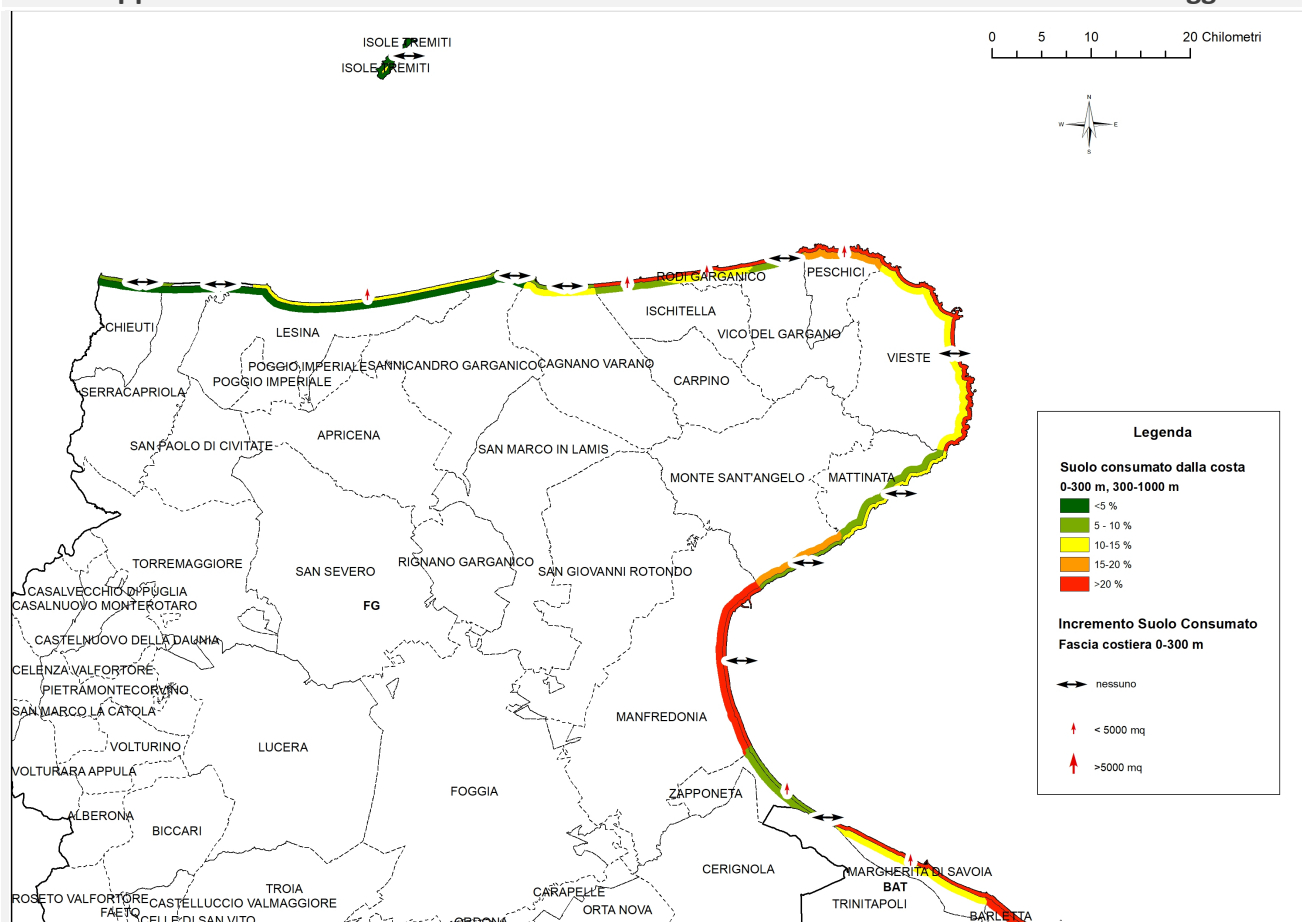 ISOLE TREMITI
ISOLE TREMITI
0 5 10 20 Chilometri
N
W E
S
RODI GARGANICO
PESCHICI
ISCHITELLA
CHIEUTI
LESINA
VICO DEL GARGANO
VIESTE
POGGIO IMPERIALE
SANNICANDRO GARGANICO
CAGNANO VARANO
POGGIO IMPERIALE
CARPINO
SERRACAPRIOLA
APRICENA
SAN PAOLO DI CIVITATE
SAN MARCO IN LAMIS
MONTE SANT'ANGELO
MATTINATA
Legenda
Suolo consumato dalla costa
0-300 m, 300-1000 m
<5 %
5 - 10 %
10-15 %
15-20 %
>20 %
Incremento Suolo Consumato
Fascia costiera 0-300 m
nessuno
< 5000 mq
>5000 mq
TORREMAGGIORE
SAN SEVERO
RIGNANO GARGANICO
SAN GIOVANNI ROTONDO
CASALVECCHIO DI PUGLIA
CASALNUOVO MONTEROTARO
FG
CASTELNUOVO DELLA DAUNIA
CELENZA VALFORTORE
PIETRAMONTECORVINO
SAN MARCO LA CATOLA
MANFREDONIA
VOLTURINO
LUCERA
VOLTURARA APPULA
FOGGIA
ZAPPONETA
ALBERONA
BICCARI
CERIGNOLA
MARGHERITA DI SAVOIA
BAT
TROIA
CARAPELLE
ROSETO VALFORTORE
CASTELLUCCIO VALMAGGIORE
ORTA NOVA
TRINITAPOLI
FAETO
CELLE DI SAN VITO
ORDONA
BARLETTA